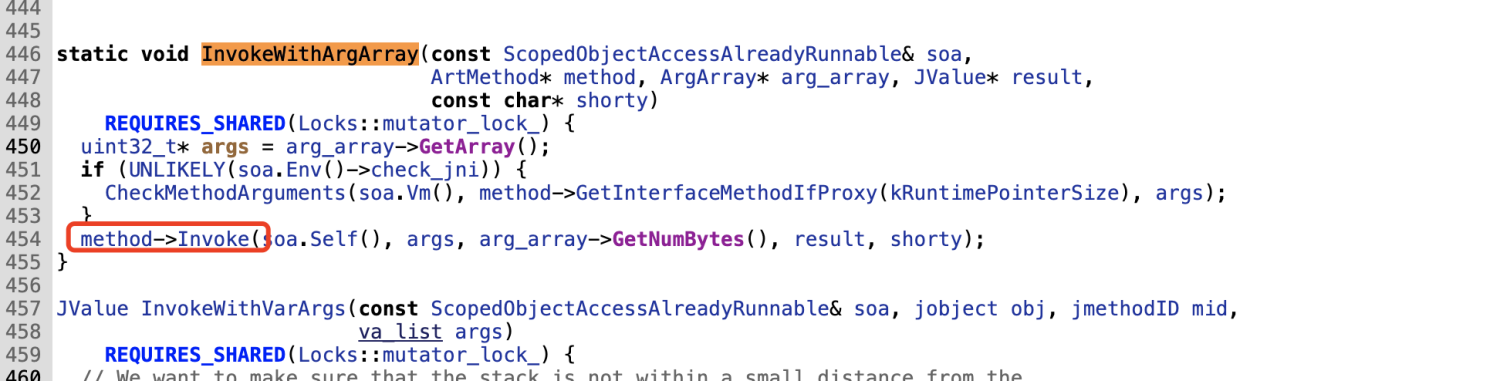 444
445
446 static void InvokeWithArgArray(const ScopedObjectAccessAlreadyRunnable& soa,
447                                ArtMethod* method, ArgArray* arg_array, JValue* result,
448                                const char* shorty)
449     REQUIRES_SHARED(Locks::mutator_lock_) {
450   uint32_t* args = arg_array->GetArray();
451   if (UNLIKELY(soa.Env()->check_jni)) {
452     CheckMethodArguments(soa.Vm(), method->GetInterfaceMethodIfProxy(kRuntimePointerSize), args);
453   }
454   method->Invoke(soa.Self(), args, arg_array->GetNumBytes(), result, shorty);
455 }
456
457 JValue InvokeWithVarArgs(const ScopedObjectAccessAlreadyRunnable& soa, jobject obj, jmethodID mid,
458                          va_list args)
459     REQUIRES_SHARED(Locks::mutator_lock_) {
460   // We want to make sure that the stack is not within a small distance from the